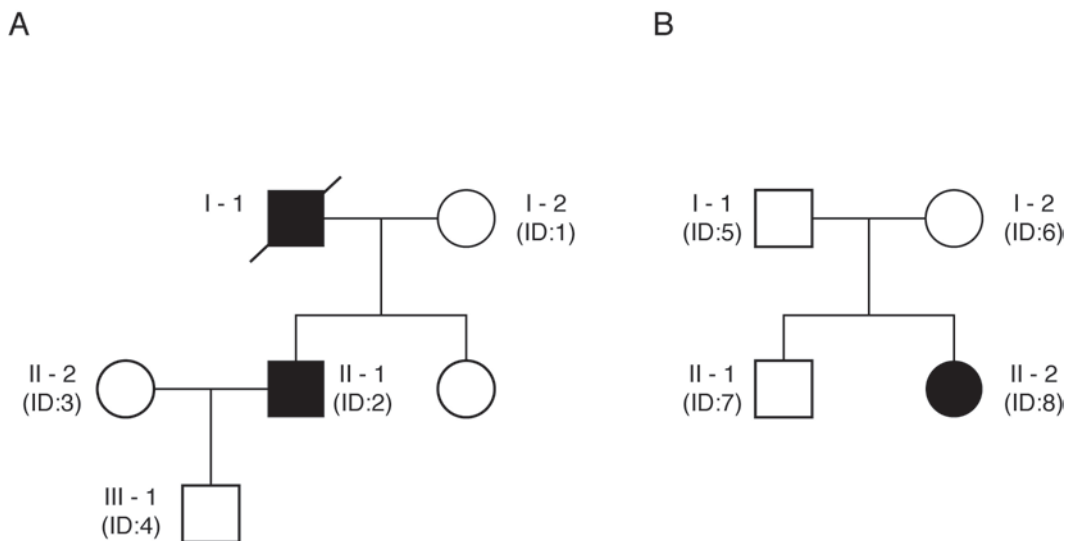 A
B
I - 1
I - 2
(ID:1)
I - 1
(ID:5)
I - 2
(ID:6)
II - 2
(ID:3)
II - 1
(ID:2)
II - 1
(ID:7)
II - 2
(ID:8)
III - 1
(ID:4)